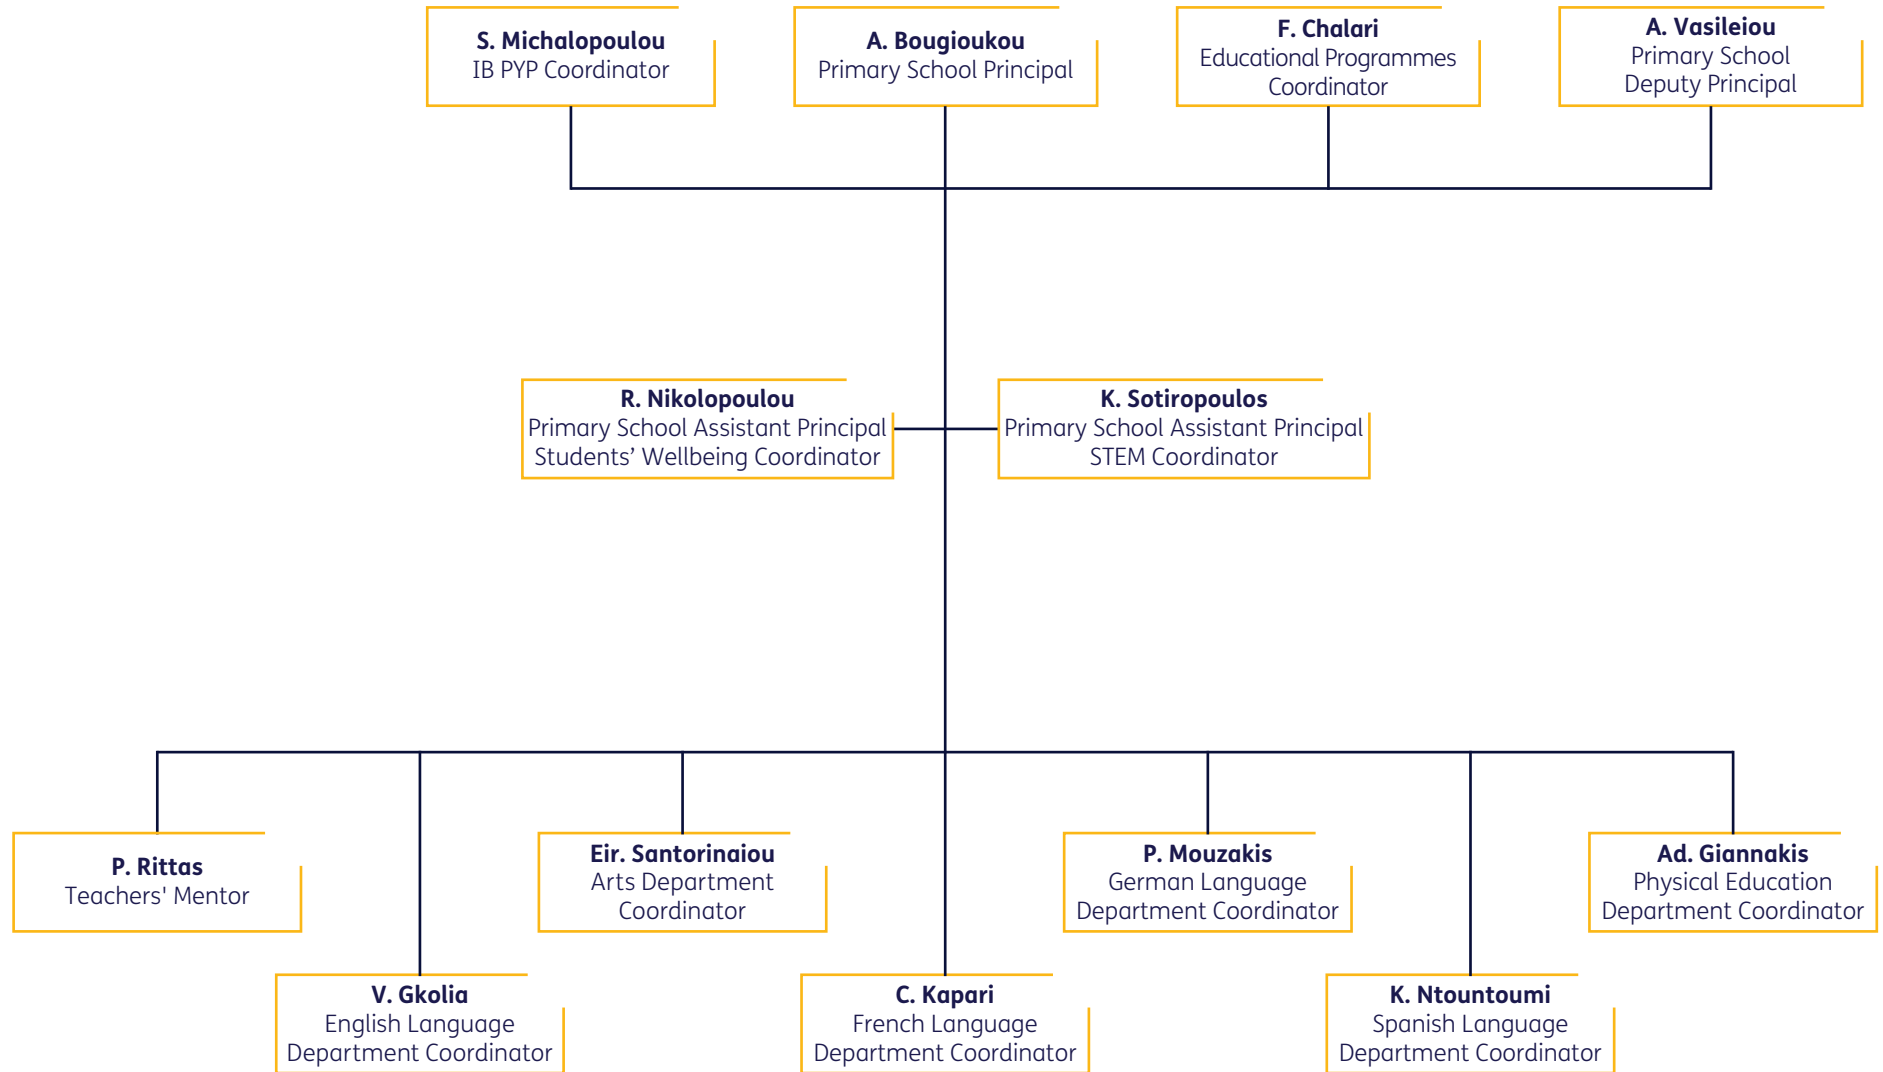 S. Michalopoulou
IB PYP Coordinator
A. Bougioukou
Primary School Principal
F. Chalari
Educational Programmes
Coordinator
A. Vasileiou
Primary School
Deputy Principal
R. Nikolopoulou
Primary School Assistant Principal
Students’ Wellbeing Coordinator
K. Sotiropoulos
Primary School Assistant Principal
STEM Coordinator
P. Rittas
Teachers' Mentor
Eir. Santorinaiou
Arts Department
Coordinator
P. Mouzakis
German Language
Department Coordinator
Ad. Giannakis
Physical Education
Department Coordinator
V. Gkolia
English Language
Department Coordinator
C. Kapari
French Language
Department Coordinator
K. Ntountoumi
Spanish Language
Department Coordinator